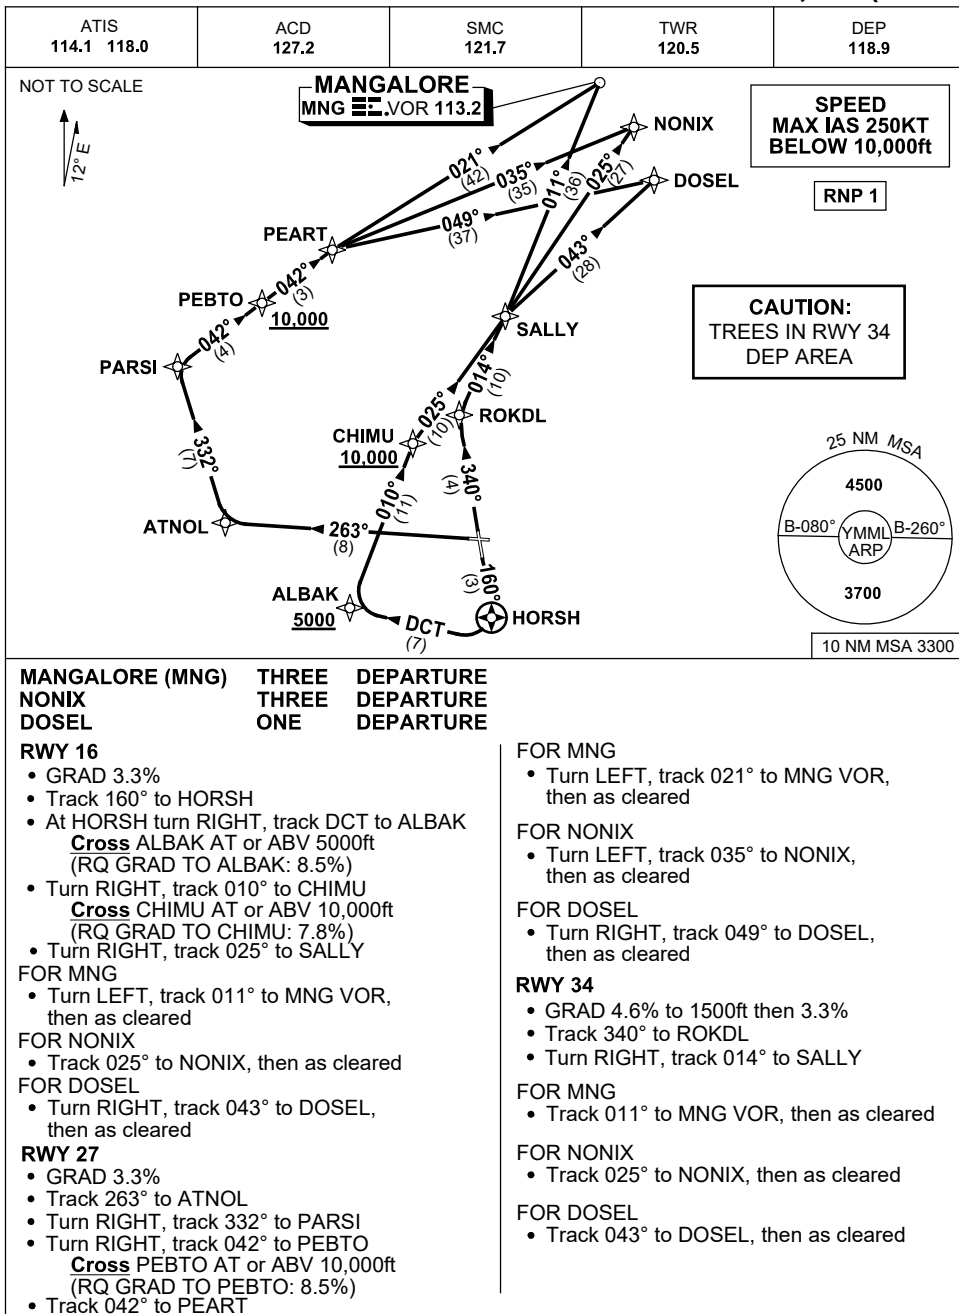 ATIS
114.1 118.0
ACD
127.2
SMC
121.7
TWR
120.5
DEP
118.9
NOT TO SCALE
12° E
MANGALORE
MNG VOR 113.2
SPEED
MAX IAS 250KT
BELOW 10,000ft
RNP 1
NONIX
DOSEL
021°
(42)
035°
(35)
049°
(37)
011°
(36)
025°
(27)
043°
(28)
PEART
042°
(3)
PEBTO
10,000
042°
(4)
PARSI
SALLY
CAUTION:
TREES IN RWY 34
DEP AREA
014°
(10)
025°
(10)
ROKDL
CHIMU
10,000
332°
(7)
340°
(4)
010°
(11)
ATNOL
263°
(8)
160°
(3)
ALBAK
5000
DCT
(7)
HORSH
25 NM MSA
4500
B-080°
YMML
ARP
B-260°
3700
10 NM MSA 3300
MANGALORE (MNG) THREE DEPARTURE
NONIX THREE DEPARTURE
DOSEL ONE DEPARTURE
RWY 16
• GRAD 3.3%
• Track 160° to HORSH
• At HORSH turn RIGHT, track DCT to ALBAK
Cross ALBAK AT or ABV 5000ft
(RQ GRAD TO ALBAK: 8.5%)
• Turn RIGHT, track 010° to CHIMU
Cross CHIMU AT or ABV 10,000ft
(RQ GRAD TO CHIMU: 7.8%)
• Turn RIGHT, track 025° to SALLY
FOR MNG
• Turn LEFT, track 011° to MNG VOR,
then as cleared
FOR NONIX
• Track 025° to NONIX, then as cleared
FOR DOSEL
• Turn RIGHT, track 043° to DOSEL,
then as cleared
RWY 27
• GRAD 3.3%
• Track 263° to ATNOL
• Turn RIGHT, track 332° to PARSI
• Turn RIGHT, track 042° to PEBTO
Cross PEBTO AT or ABV 10,000ft
(RQ GRAD TO PEBTO: 8.5%)
• Track 042° to PEART
FOR MNG
• Turn LEFT, track 021° to MNG VOR,
then as cleared
FOR NONIX
• Turn LEFT, track 035° to NONIX,
then as cleared
FOR DOSEL
• Turn RIGHT, track 049° to DOSEL,
then as cleared
RWY 34
• GRAD 4.6% to 1500ft then 3.3%
• Track 340° to ROKDL
• Turn RIGHT, track 014° to SALLY
FOR MNG
• Track 011° to MNG VOR, then as cleared
FOR NONIX
• Track 025° to NONIX, then as cleared
FOR DOSEL
• Track 043° to DOSEL, then as cleared